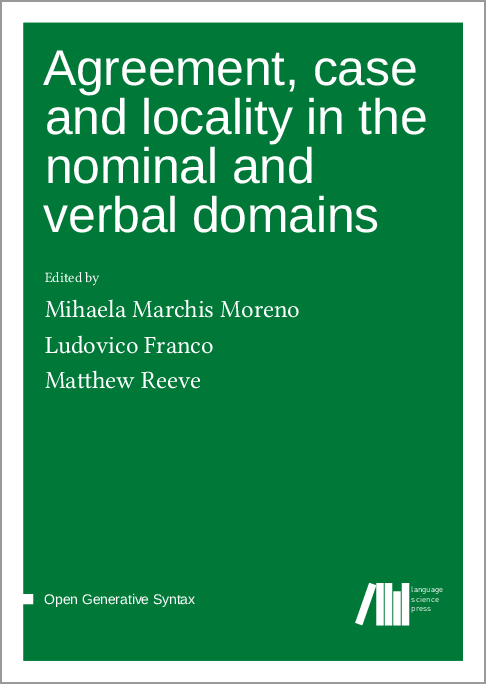 Agreement, case
and locality in the
nominal and
verbal domains
Edited by
Mihaela Marchis Moreno
Ludovico Franco
Matthew Reeve
Open Generative Syntax
language
science
press